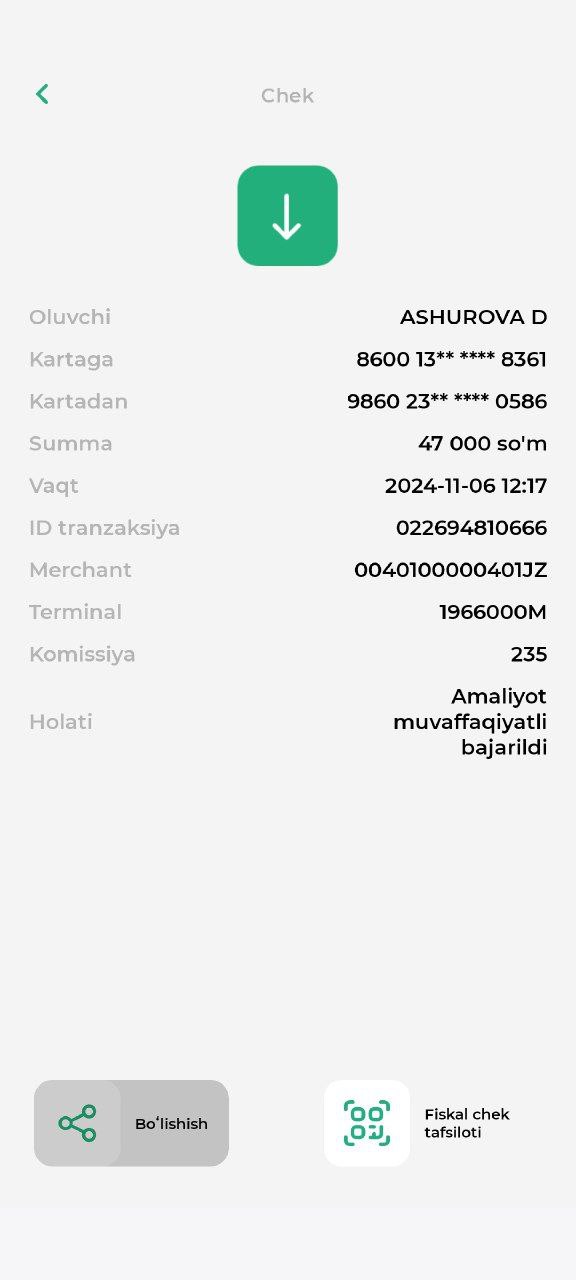 Chek
Oluvchi ASHUROVA D
Kartaga 8600 13** **** 8361
Kartadan 9860 23** **** 0586
Summa 47 000 so'm
Vaqt 2024-11-06 12:17
ID tranzaksiya 022694810666
Merchant 0040100000401JZ
Terminal 1966000M
Komissiya 235
Holati Amaliyot
muvaffaqiyatli
bajarildi
Boʻlishish
Fiskal chek
tafsiloti